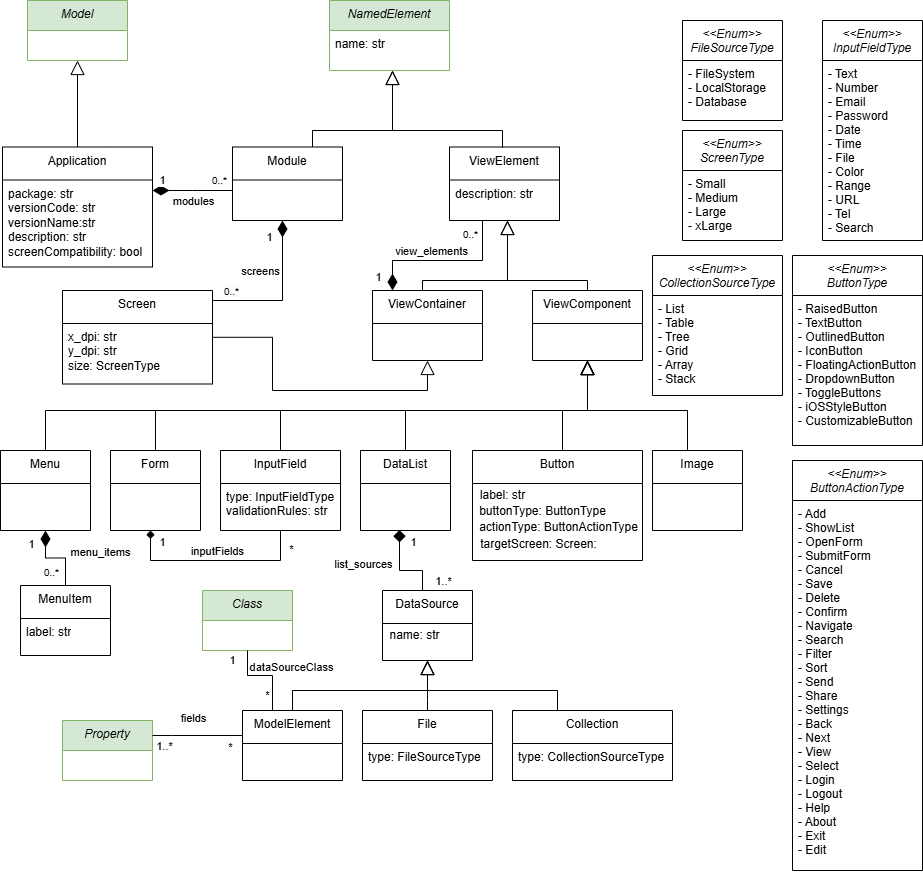 Model
NamedElement
name: str
<<Enum>>
FileSourceType
- FileSystem
- LocalStorage
- Database
<<Enum>>
InputFieldType
- Text
- Number
- Email
- Password
- Date
- Time
- File
- Color
- Range
- URL
- Tel
- Search
<<Enum>>
ScreenType
- Small
- Medium
- Large
- xLarge
Application
package: str
versionCode: str
versionName:str
description: str
screenCompatibility: bool
1
0..*
modules
Module
ViewElement
description: str
1
screens
0..*
0..*
view_elements
1
Screen
x_dpi: str
y_dpi: str
size: ScreenType
ViewContainer
ViewComponent
<<Enum>>
CollectionSourceType
- List
- Table
- Tree
- Grid
- Array
- Stack
<<Enum>>
ButtonType
- RaisedButton
- TextButton
- OutlinedButton
- IconButton
- FloatingActionButton
- DropdownButton
- ToggleButtons
- iOSStyleButton
- CustomizableButton
Menu
Form
InputField
type: InputFieldType
validationRules: str
DataList
Button
label: str
buttonType: ButtonType
actionType: ButtonActionType
targetScreen: Screen:
Image
<<Enum>>
ButtonActionType
- Add
- ShowList
- OpenForm
- SubmitForm
- Cancel
- Save
- Delete
- Confirm
- Navigate
- Search
- Filter
- Sort
- Send
- Share
- Settings
- Back
- Next
- View
- Select
- Login
- Logout
- Help
- About
- Exit
- Edit
1
menu_items
0..*
1
inputFields
*
1
list_sources
1..*
MenuItem
label: str
Class
DataSource
name: str
1
dataSourceClass
*
Property
fields
1..*
*
ModelElement
File
type: FileSourceType
Collection
type: CollectionSourceType